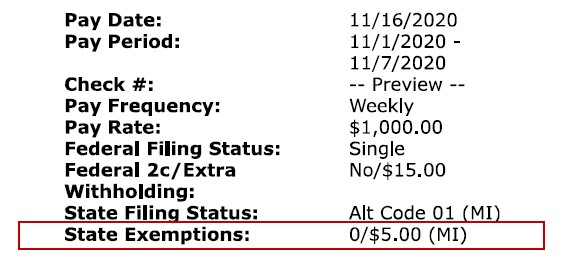 Pay Date: 11/16/2020
Pay Period: 11/1/2020 -
11/7/2020
Check #: -- Preview --
Pay Frequency: Weekly
Pay Rate: $1,000.00
Federal Filing Status: Single
Federal 2c/Extra No/$15.00
Withholding:
State Filing Status: Alt Code 01 (MI)
State Exemptions: 0/$5.00 (MI)